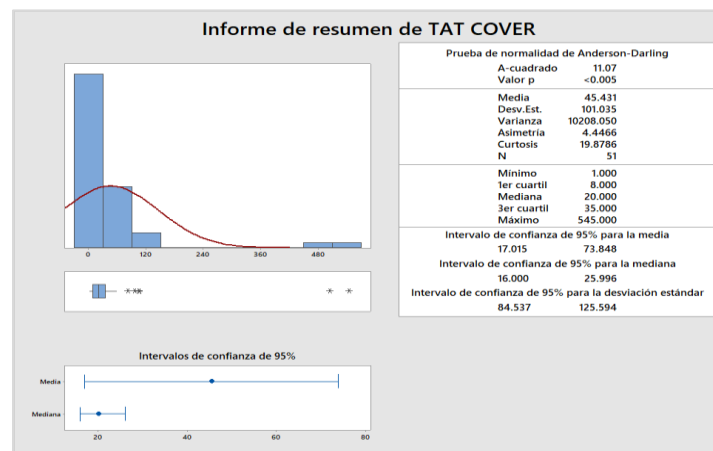 Informe de resumen de TAT COVER
Prueba de normalidad de Anderson-Darling
A-cuadrado 11.07
Valor p <0.005
Media 45.431
Desv.Est. 101.035
Varianza 10208.050
Asimetría 4.4466
Curtosis 19.8786
N 51
Mínimo 1.000
1er cuartil 8.000
Mediana 20.000
3er cuartil 35.000
Máximo 545.000
Intervalo de confianza de 95% para la media
17.015 73.848
Intervalo de confianza de 95% para la mediana
16.000 25.996
Intervalo de confianza de 95% para la desviación estándar
84.537 125.594
0 120 240 360 480
Intervalos de confianza de 95%
Media
Mediana
20 40 60 80